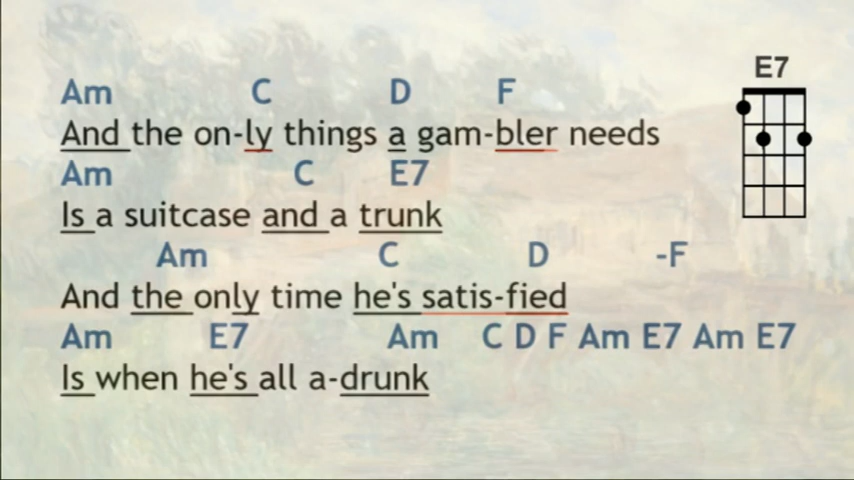 E7
Am C D F
And the on-ly things a gam-bler needs
Am C E7
Is a suitcase and a trunk
Am C D -F
And the only time he's satis-fied
Am E7 Am C D F Am E7 Am E7
Is when he's all a-drunk